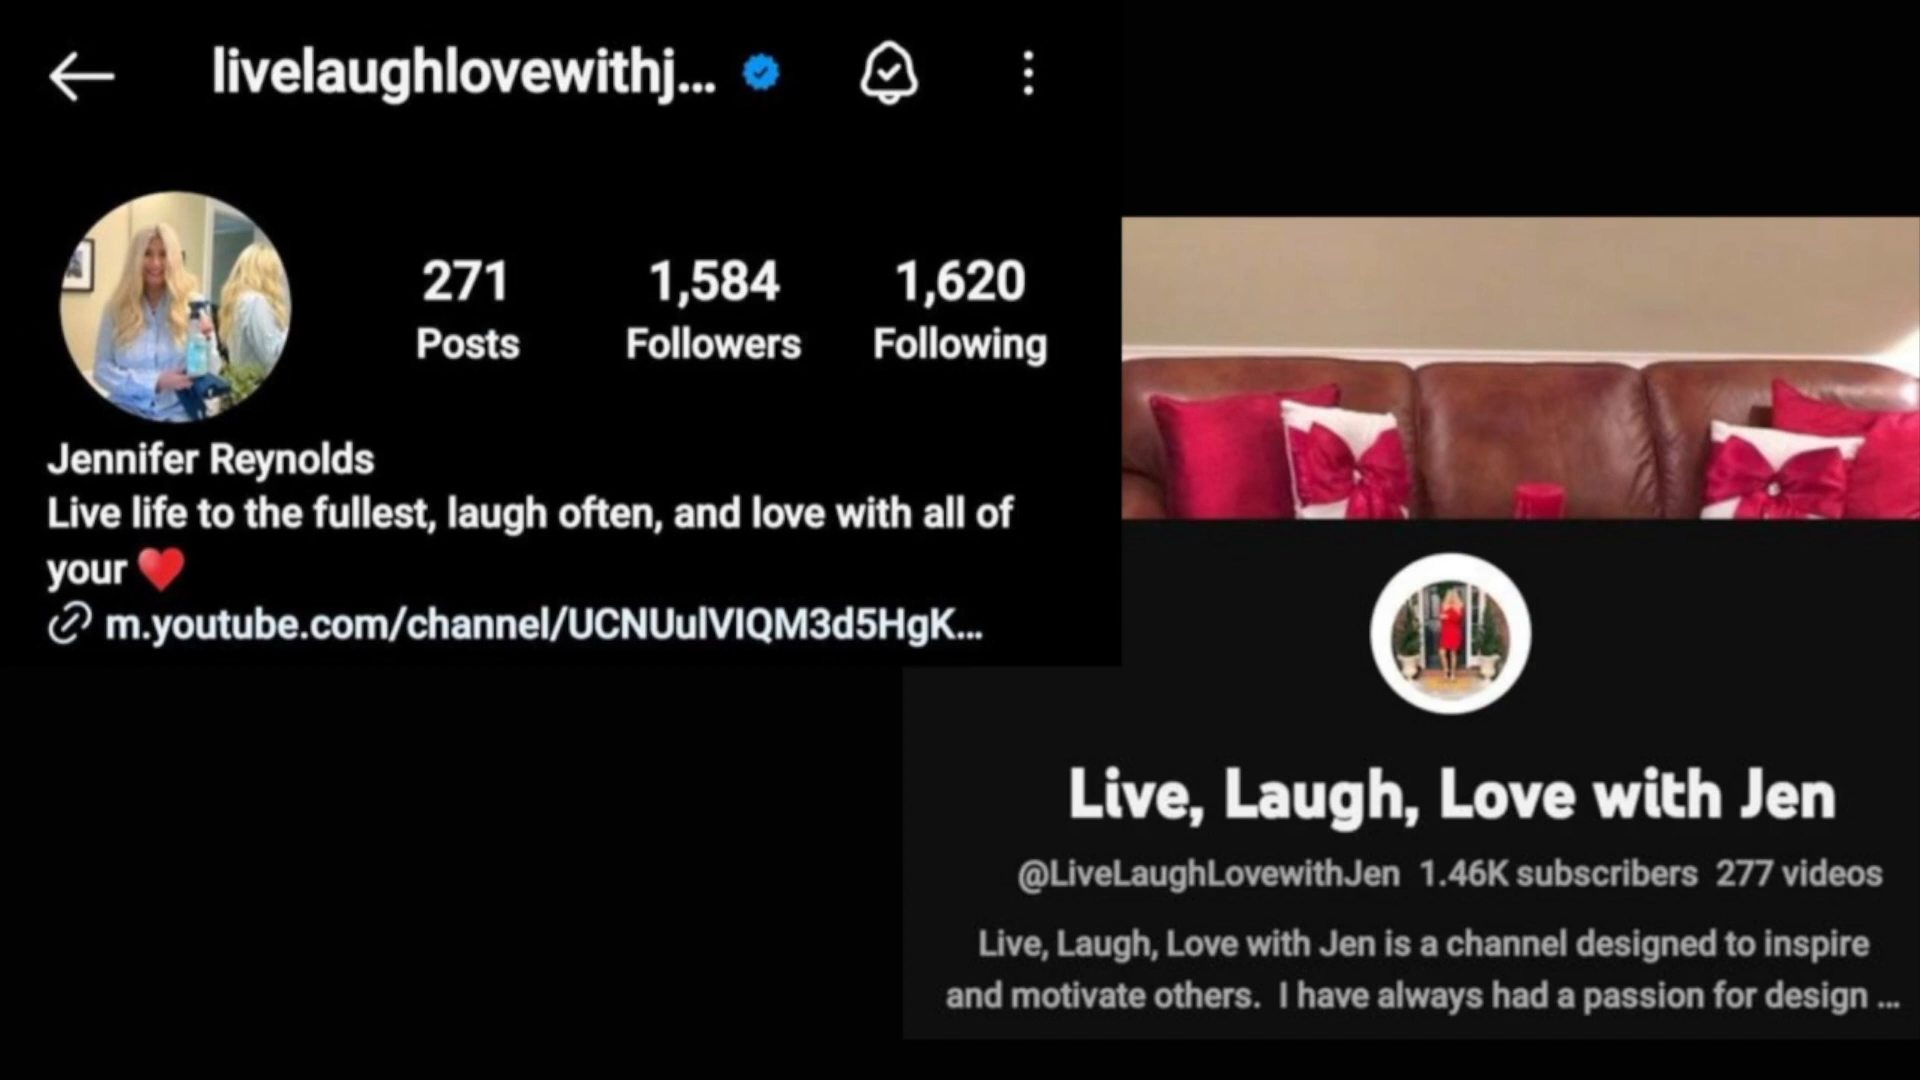 livelaughlovewithj...
271 1,584 1,620
Posts Followers Following
Jennifer Reynolds
Live life to the fullest, laugh often, and love with all of
your ♥️
m.youtube.com/channel/UCNUulVIQM3d5HgK...
Live, Laugh, Love with Jen
@LiveLaughLovewithJen 1.46K subscribers 277 videos
Live, Laugh, Love with Jen is a channel designed to inspire
and motivate others. I have always had a passion for design ...